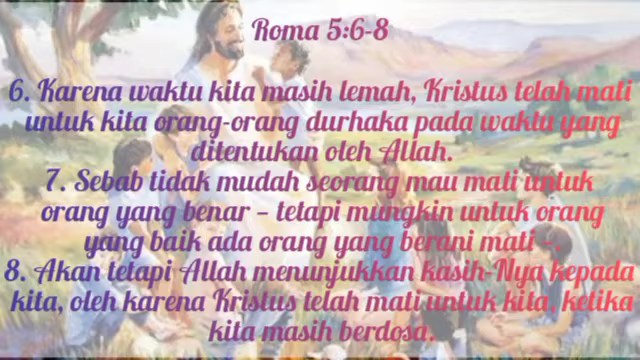 Roma 5:6-8
6. Karena waktu kita masih lemah, Kristus telah mati
untuk kita orang-orang durhaka pada waktu yang
ditentukan oleh Allah.
7. Sebab tidak mudah seorang mau mati untuk
orang yang benar – tetapi mungkin untuk orang
yang baik ada orang yang berani mati –.
8. Akan tetapi Allah menunjukkan kasih-Nya kepada
kita, oleh karena Kristus telah mati untuk kita, ketika
kita masih berdosa.